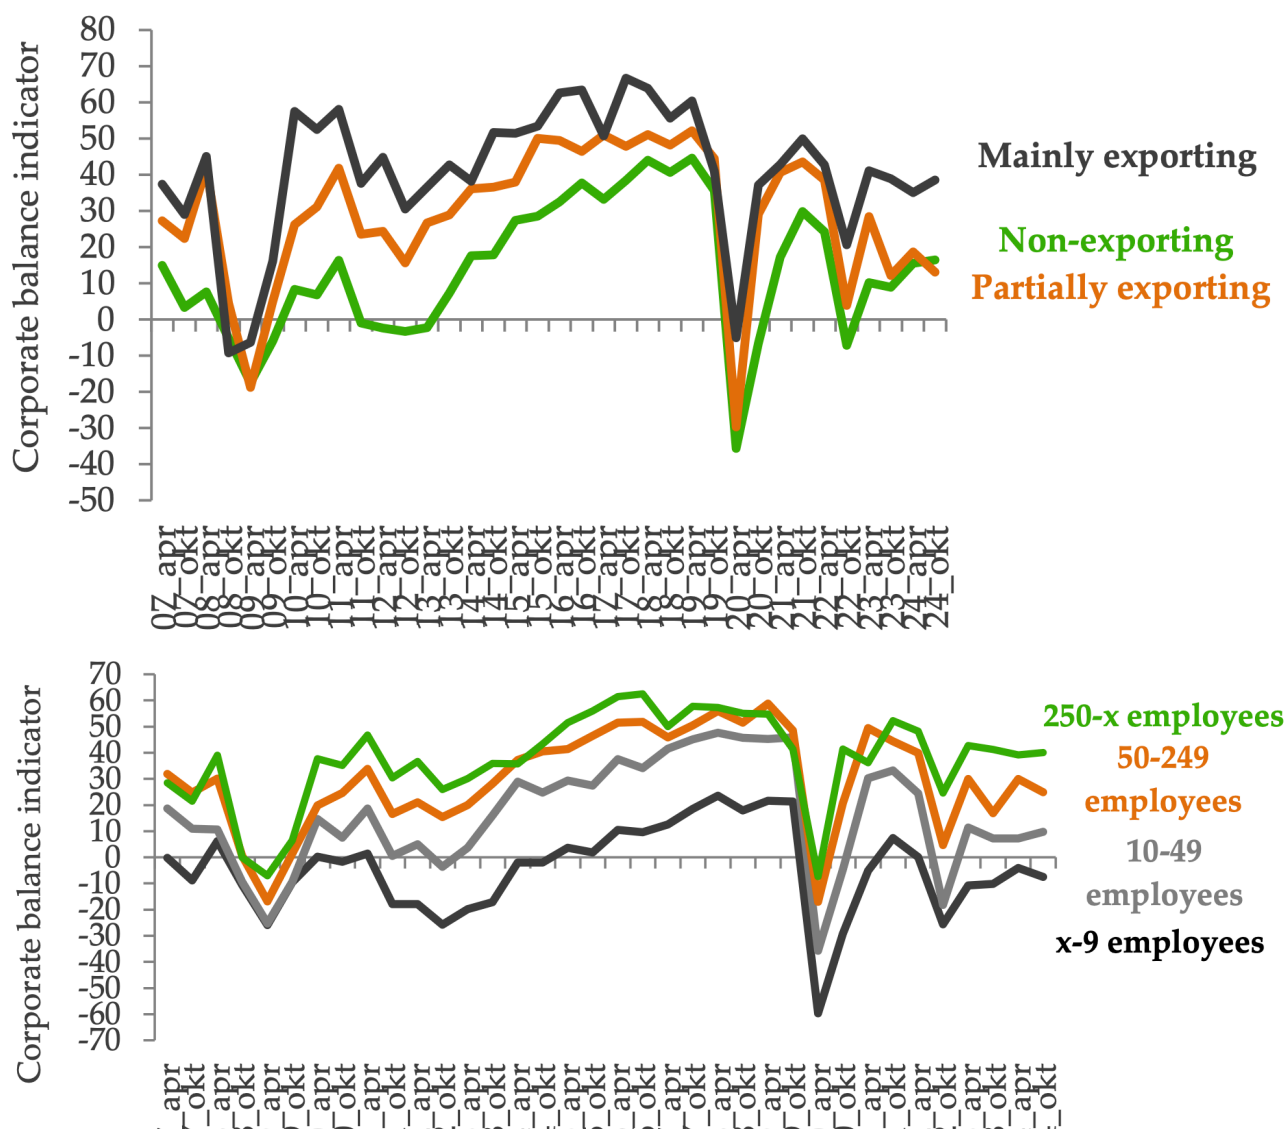 80
70
60
50
40
30
20
10
0
-10
-20
-30
-40
-50
Corporate balance indicator
Mainly exporting
Non-exporting
Partially exporting
07_apr
07_okt
08_apr
08_okt
09_apr
09_okt
10_apr
10_okt
11_apr
11_okt
12_apr
12_okt
13_apr
13_okt
14_apr
14_okt
15_apr
15_okt
16_apr
16_okt
17_apr
17_okt
18_apr
18_okt
19_apr
19_okt
20_apr
20_okt
21_apr
21_okt
22_apr
22_okt
23_apr
23_okt
24_apr
24_okt
70
60
50
40
30
20
10
0
-10
-20
-30
-40
-50
-60
-70
Corporate balance indicator
250-x employees
50-249
employees
10-49
employees
x-9 employees